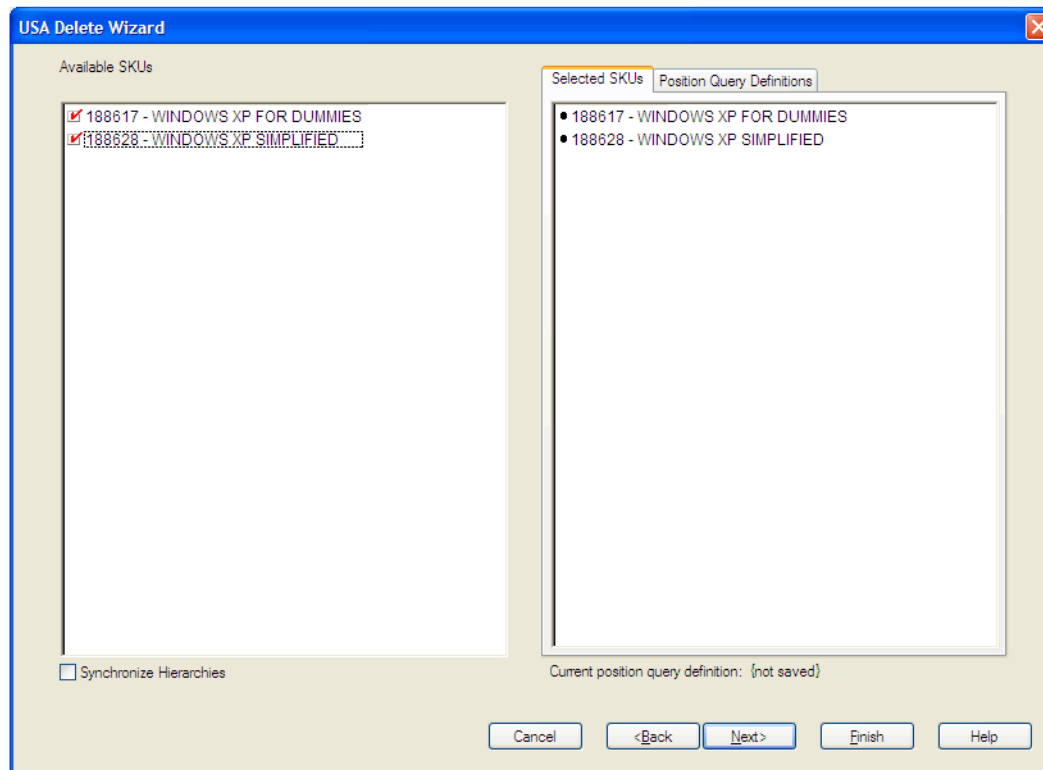 USA Delete Wizard
Available SKUs
188617 - WINDOWS XP FOR DUMMIES
188628 - WINDOWS XP SIMPLIFIED
Synchronize Hierarchies
Selected SKUs
Position Query Definitions
188617 - WINDOWS XP FOR DUMMIES
188628 - WINDOWS XP SIMPLIFIED
Current position query definition: {not saved}
Cancel
<Back
Next>
Finish
Help